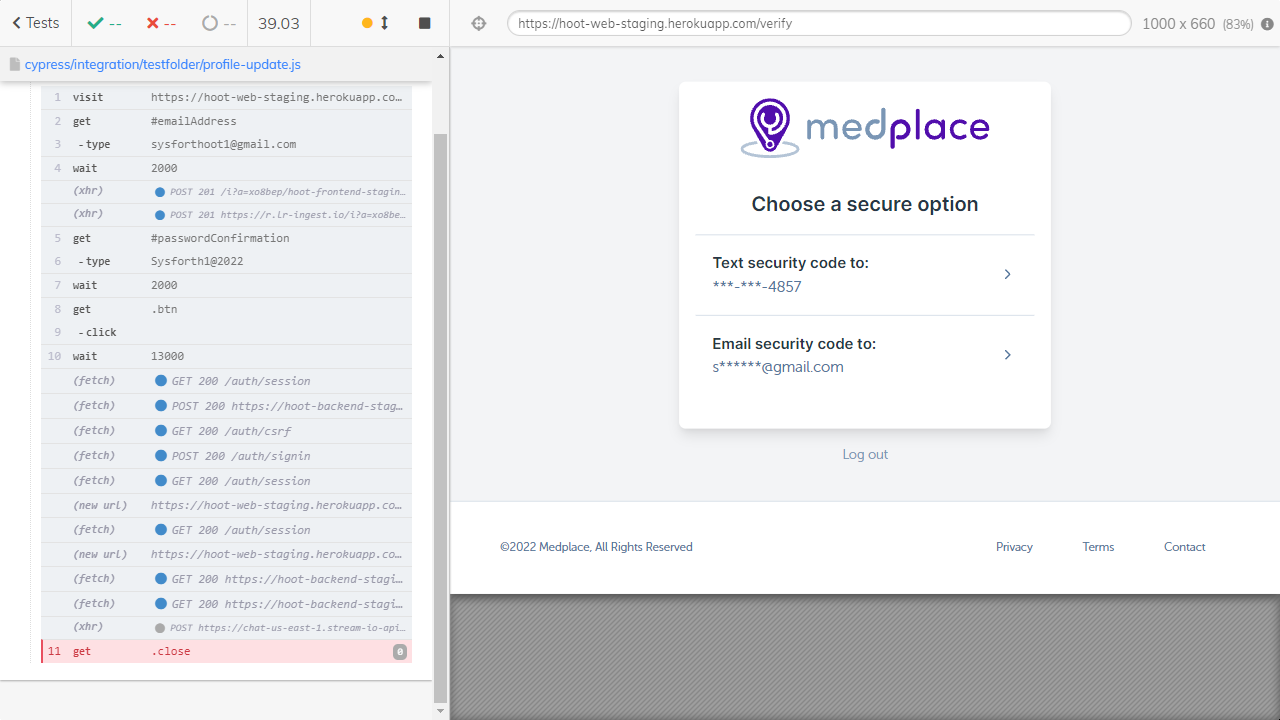 Tests
--
--
--
39.03
https://hoot-web-staging.herokuapp.com/verify
1000 x 660 (83%)
cypress/integration/testfolder/profile-update.js
1 visit https://hoot-web-staging.herokuapp.co…
2 get #emailAddress
3 -type sysforthoot1@gmail.com
4 wait 2000
(xhr) POST 201 /i?a=xo8bep/hoot-frontend-stagin…
(xhr) POST 201 https://r.lr-ingest.io/i?a=xo8be…
5 get #passwordConfirmation
6 -type Sysforth1@2022
7 wait 2000
8 get .btn
9 -click
10 wait 13000
(fetch) GET 200 /auth/session
(fetch) POST 200 https://hoot-backend-stag…
(fetch) GET 200 /auth/csrf
(fetch) POST 200 /auth/signin
(fetch) GET 200 /auth/session
(new url) https://hoot-web-staging.herokuapp.co…
(fetch) GET 200 /auth/session
(new url) https://hoot-web-staging.herokuapp.co…
(fetch) GET 200 https://hoot-backend-stagi…
(fetch) GET 200 https://hoot-backend-stagi…
(xhr) POST https://chat-us-east-1.stream-io-api…
11 get .close 0
medplace
Choose a secure option
Text security code to:
***-***-4857
Email security code to:
s******@gmail.com
Log out
©2022 Medplace, All Rights Reserved
Privacy
Terms
Contact